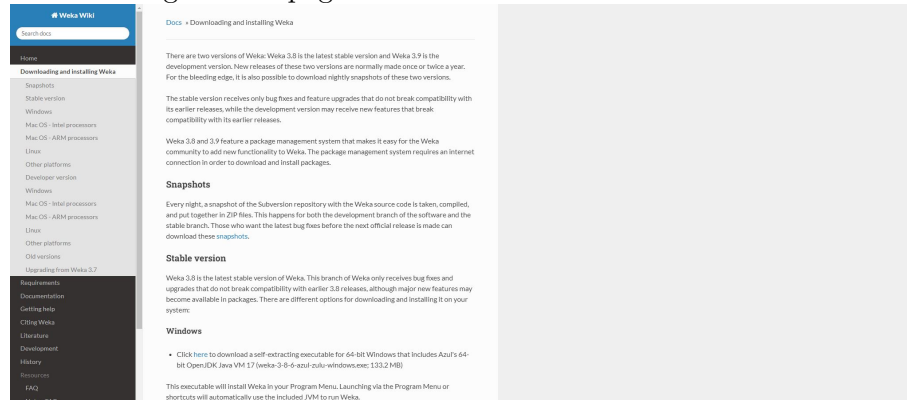 Weka Wiki
Search docs
Home
Downloading and installing Weka
Snapshots
Stable version
Windows
Mac OS - Intel processors
Mac OS - ARM processors
Linux
Other platforms
Developer version
Windows
Mac OS - Intel processors
Mac OS - ARM processors
Linux
Other platforms
Old versions
Upgrading from Weka 3.7
Requirements
Documentation
Getting help
Citing Weka
Literature
Development
History
Resources
FAQ
Docs » Downloading and installing Weka
There are two versions of Weka: Weka 3.8 is the latest stable version and Weka 3.9 is the
development version. New releases of these two versions are normally made once or twice a year.
For the bleeding edge, it is also possible to download nightly snapshots of these two versions.
The stable version receives only bug fixes and feature upgrades that do not break compatibility with
its earlier releases, while the development version may receive new features that break
compatibility with its earlier releases.
Weka 3.8 and 3.9 feature a package management system that makes it easy for the Weka
community to add new functionality to Weka. The package management system requires an internet
connection in order to download and install packages.
Snapshots
Every night, a snapshot of the Subversion repository with the Weka source code is taken, compiled,
and put together in ZIP files. This happens for both the development branch of the software and the
stable branch. Those who want the latest bug fixes before the next official release is made can
download these snapshots.
Stable version
Weka 3.8 is the latest stable version of Weka. This branch of Weka only receives bug fixes and
upgrades that do not break compatibility with earlier 3.8 releases, although major new features may
become available in packages. There are different options for downloading and installing it on your
system:
Windows
• Click here to download a self-extracting executable for 64-bit Windows that includes Azul's 64-
bit OpenJDK Java VM 17 (weka-3-8-6-azul-zulu-windows.exe; 133.2 MB)
This executable will install Weka in your Program Menu. Launching via the Program Menu or
shortcuts will automatically use the included JVM to run Weka.